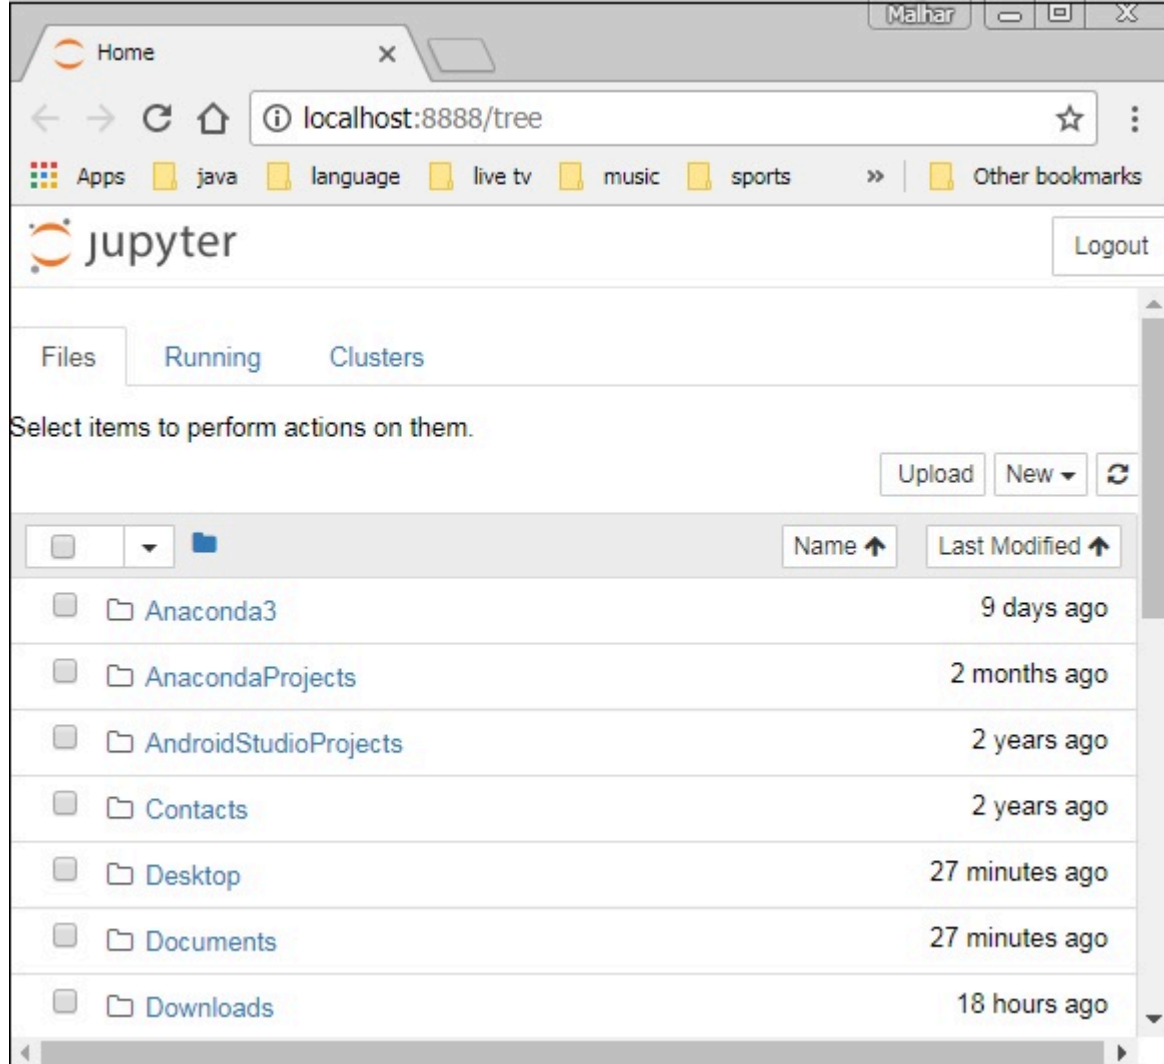 Malhar
Home
localhost:8888/tree
Apps java language live tv music sports » Other bookmarks
jupyter Logout
Files Running Clusters
Select items to perform actions on them.
Upload New
Name Last Modified
Anaconda3 9 days ago
AnacondaProjects 2 months ago
AndroidStudioProjects 2 years ago
Contacts 2 years ago
Desktop 27 minutes ago
Documents 27 minutes ago
Downloads 18 hours ago